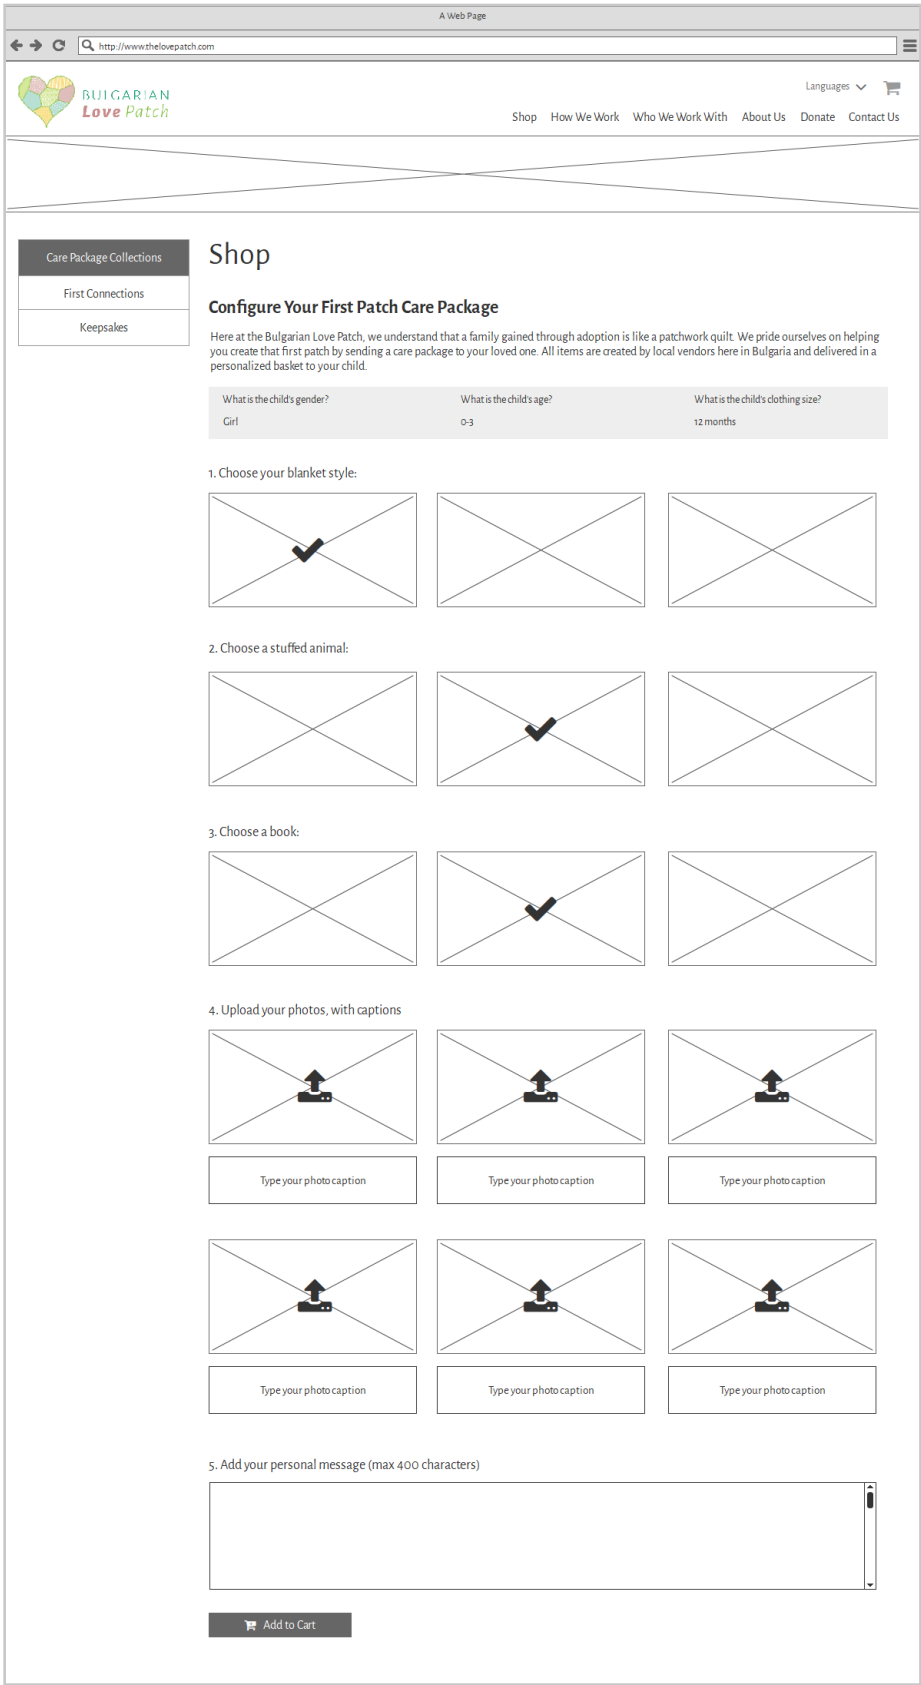 A Web Page
http://www.thelovepatch.com
BULGARIAN
Love Patch
Languages
Shop How We Work Who We Work With About Us Donate Contact Us
Care Package Collections
First Connections
Keepsakes
Shop
Configure Your First Patch Care Package
Here at the Bulgarian Love Patch, we understand that a family gained through adoption is like a patchwork quilt. We pride ourselves on helping
you create that first patch by sending a care package to your loved one. All items are created by local vendors here in Bulgaria and delivered in a
personalized basket to your child.
What is the child's gender? What is the child's age? What is the child's clothing size?
Girl 0-3 12 months
1. Choose your blanket style:
2. Choose a stuffed animal:
3. Choose a book:
4. Upload your photos, with captions
Type your photo caption Type your photo caption Type your photo caption
Type your photo caption Type your photo caption Type your photo caption
5. Add your personal message (max 400 characters)
Add to Cart